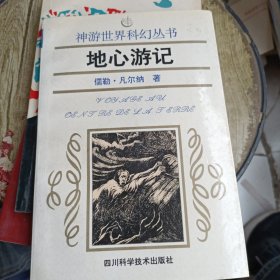 神游世界科幻丛书
地心游记
儒勒·凡尔纳 著
VOYAGE AU
CENTRE DE LA TERRE
四川科学技术出版社